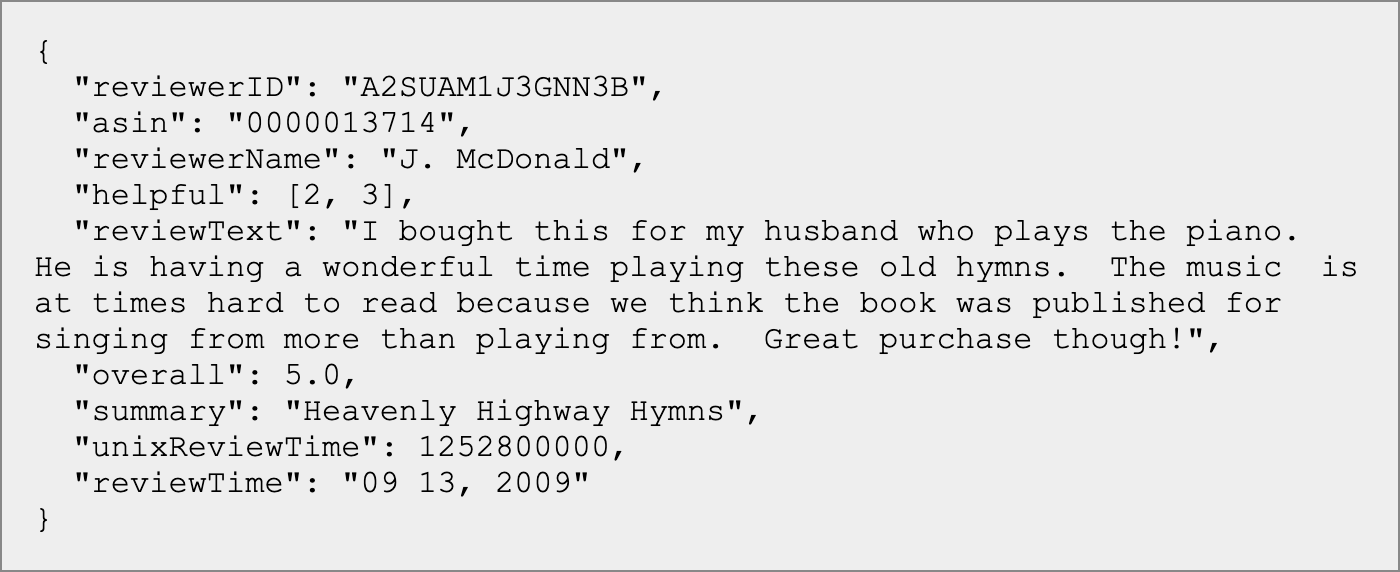 {
  "reviewerID": "A2SUAM1J3GNN3B",
  "asin": "0000013714",
  "reviewerName": "J. McDonald",
  "helpful": [2, 3],
  "reviewText": "I bought this for my husband who plays the piano.
He is having a wonderful time playing these old hymns.  The music  is
at times hard to read because we think the book was published for
singing from more than playing from.  Great purchase though!",
  "overall": 5.0,
  "summary": "Heavenly Highway Hymns",
  "unixReviewTime": 1252800000,
  "reviewTime": "09 13, 2009"
}